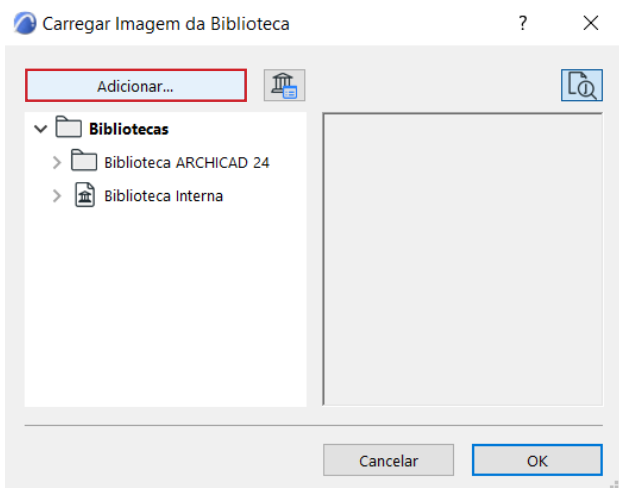 Carregar Imagem da Biblioteca
Adicionar...
Bibliotecas
Biblioteca ARCHICAD 24
Biblioteca Interna
Cancelar
OK